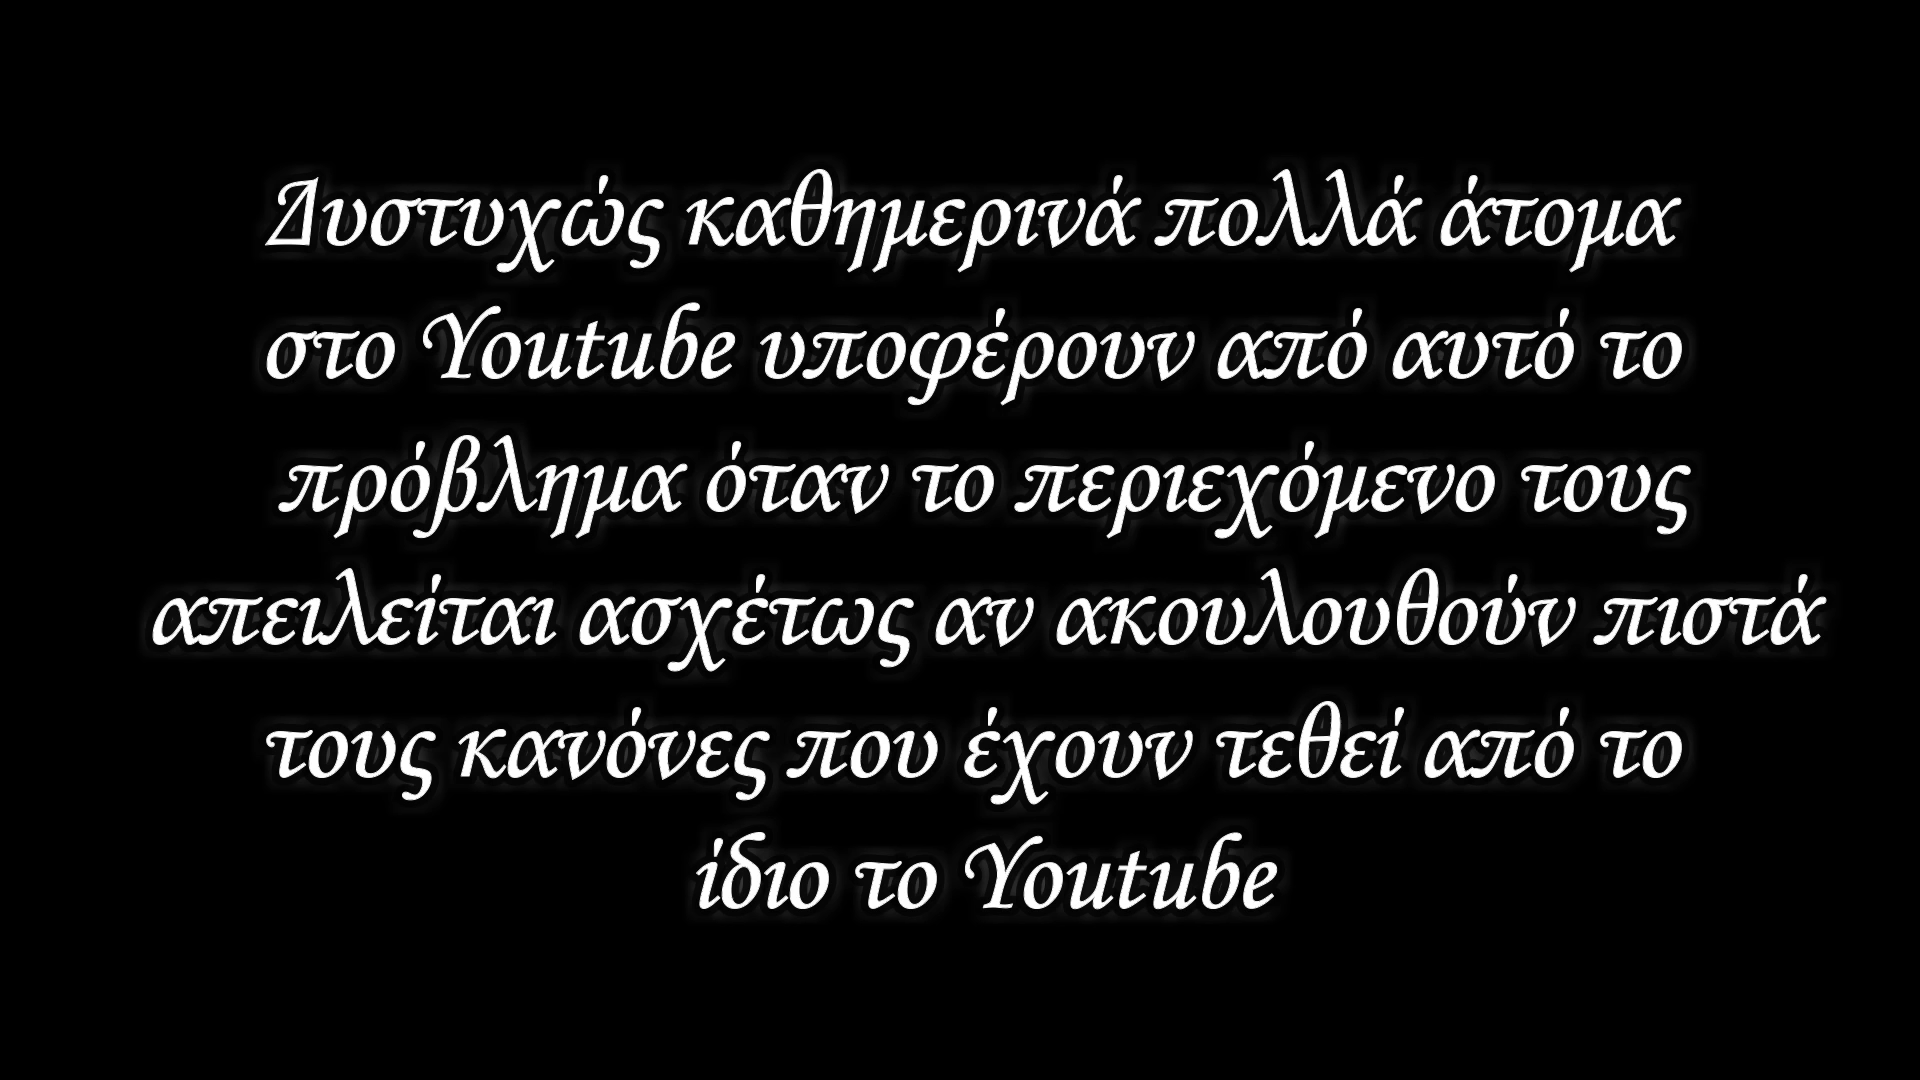 Δυστυχώς καθημερινά πολλά άτομα
στο Youtube υποφέρουν από αυτό το
πρόβλημα όταν το περιεχόμενο τους
απειλείται ασχέτως αν ακουλουθούν πιστά
τους κανόνες που έχουν τεθεί από το
ίδιο το Youtube